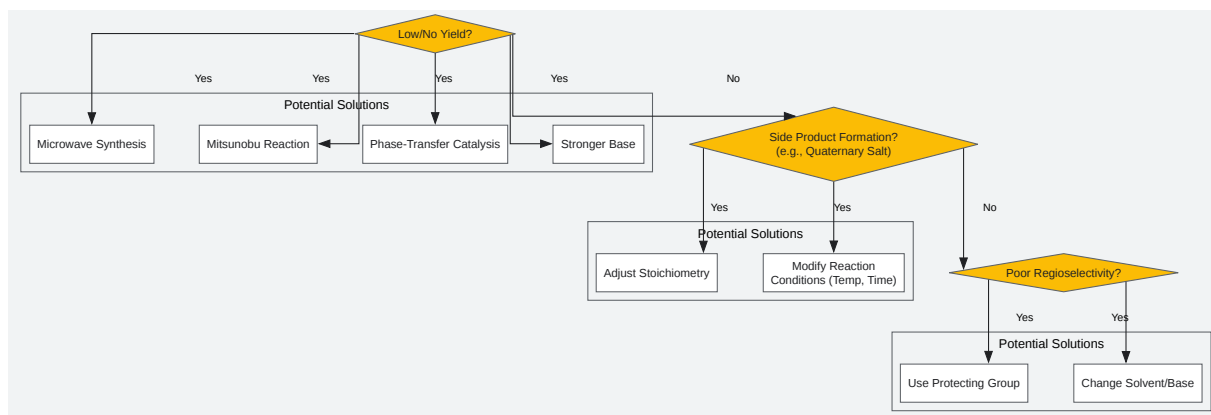 Low/No Yield?
Yes
Yes
Yes
Yes
No
Potential Solutions
Microwave Synthesis
Mitsunobu Reaction
Phase-Transfer Catalysis
Stronger Base
Side Product Formation?
(e.g., Quaternary Salt)
Yes
Yes
No
Potential Solutions
Adjust Stoichiometry
Modify Reaction
Conditions (Temp, Time)
Poor Regioselectivity?
Yes
Yes
Potential Solutions
Use Protecting Group
Change Solvent/Base